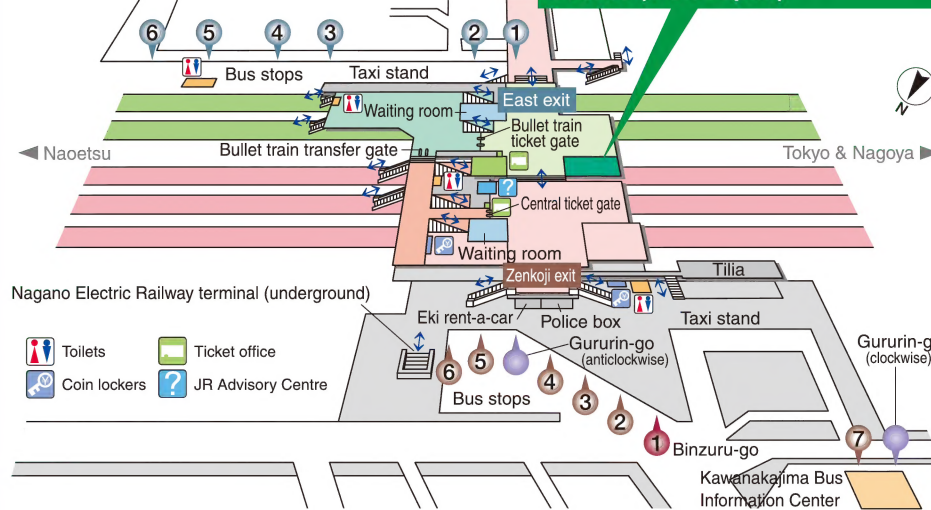 6
5
4
3
2
1
Bus stops
Taxi stand
East exit
Waiting room
Bullet train
ticket gate
N
Bullet train transfer gate
Naoetsu
Tokyo & Nagoya
?
Central ticket gate
Waiting room
Zenkoji exit
Tilia
Nagano Electric Railway terminal (underground)
Eki rent-a-car
Police box
Taxi stand
Toilets
Ticket office
Coin lockers
? JR Advisory Centre
Gururin-go
(anticlockwise)
Gururin-g
(clockwise)
6
5
4
3
2
1
Bus stops
Binzuru-go
7
Kawanakajima Bus
Information Center